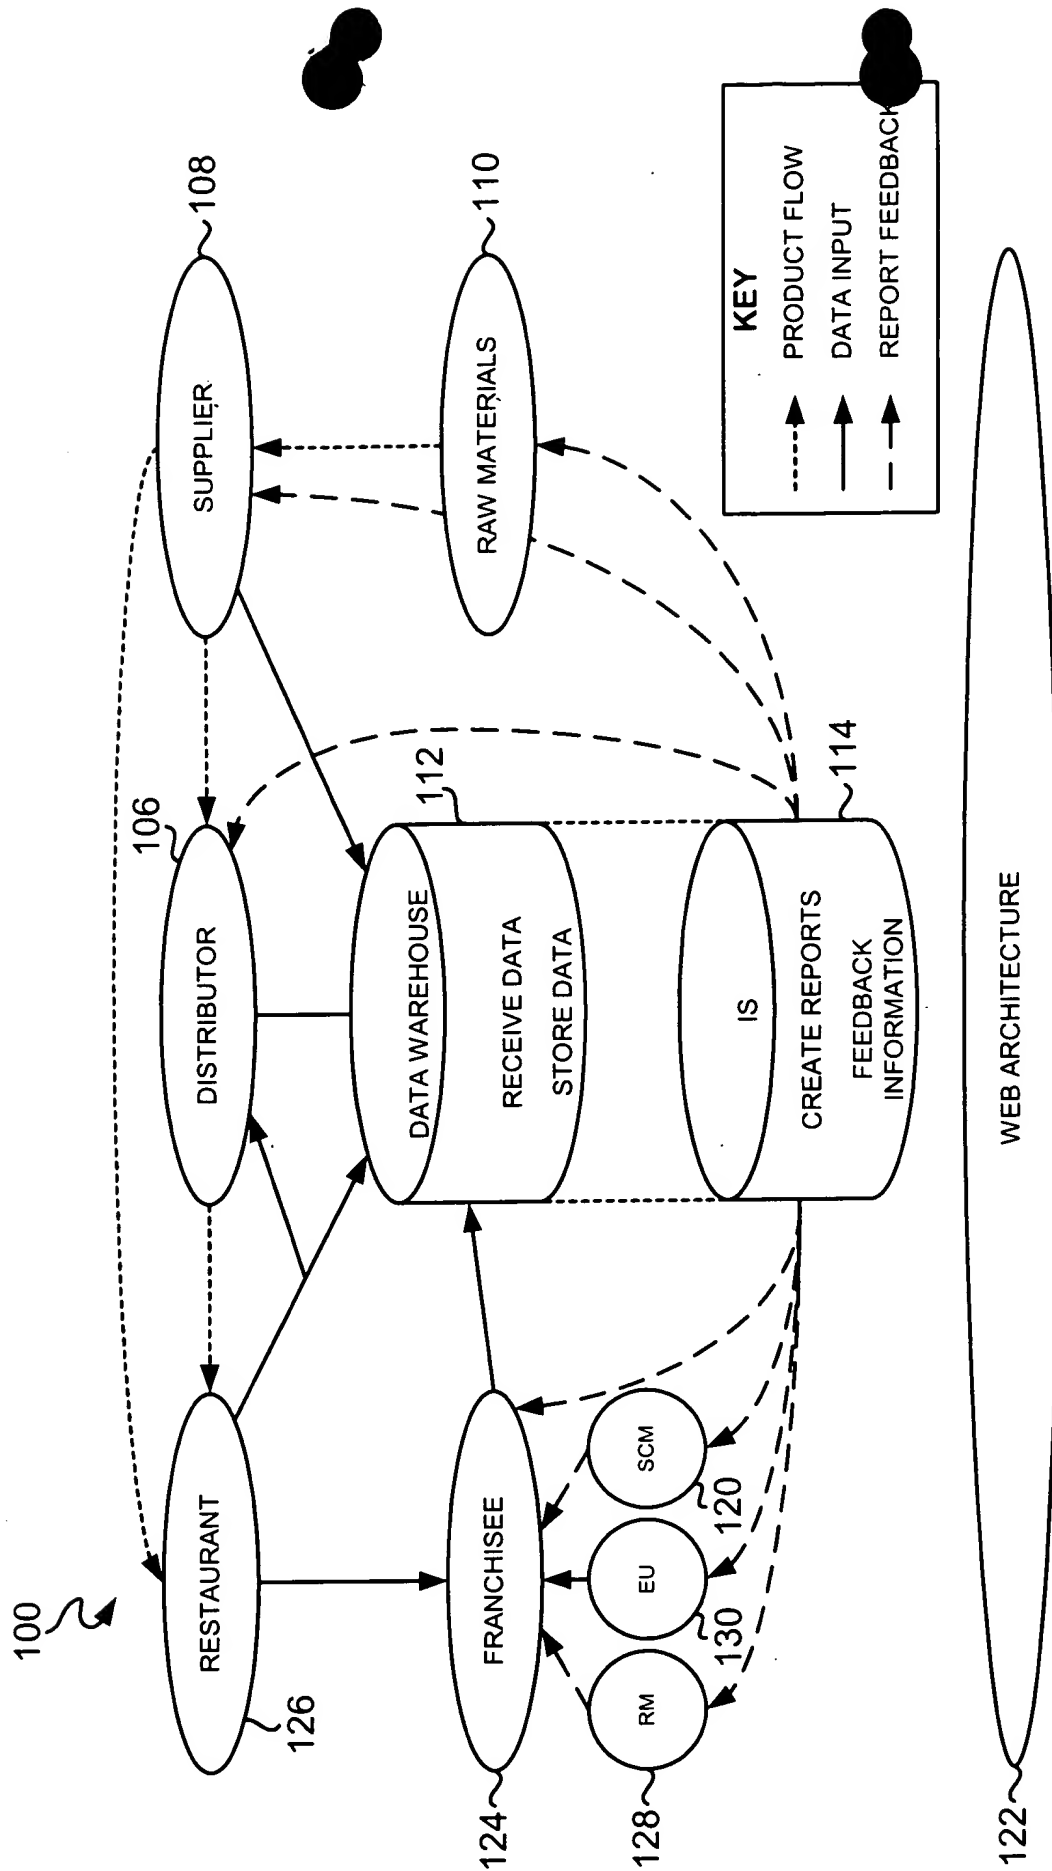 100
RESTAURANT
126
DISTRIBUTOR
106
SUPPLIER
108
FRANCHISEE
124
DATA WAREHOUSE
RECEIVE DATA
STORE DATA
112
RAW MATERIALS
110
RM
128
EU
130
SCM
120
IS
CREATE REPORTS
FEEDBACK
INFORMATION
114
KEY
PRODUCT FLOW
DATA INPUT
REPORT FEEDBACK
WEB ARCHITECTURE
122